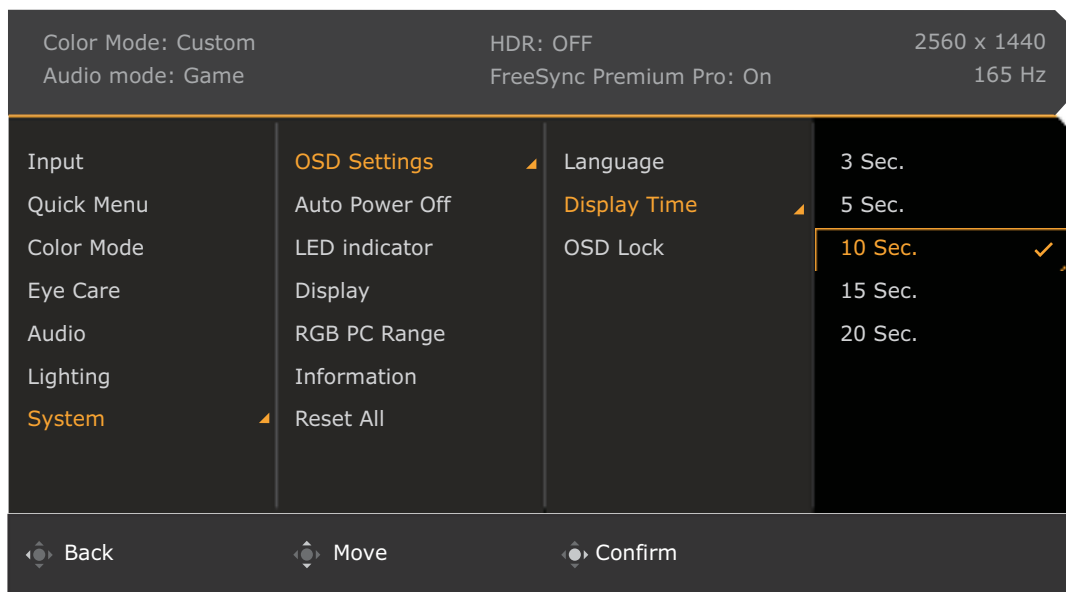 Color Mode: Custom
Audio mode: Game
HDR: OFF
FreeSync Premium Pro: On
2560 x 1440
165 Hz
Input
Quick Menu
Color Mode
Eye Care
Audio
Lighting
System
OSD Settings
Auto Power Off
LED indicator
Display
RGB PC Range
Information
Reset All
Language
Display Time
OSD Lock
3 Sec.
5 Sec.
10 Sec.
15 Sec.
20 Sec.
Back
Move
Confirm